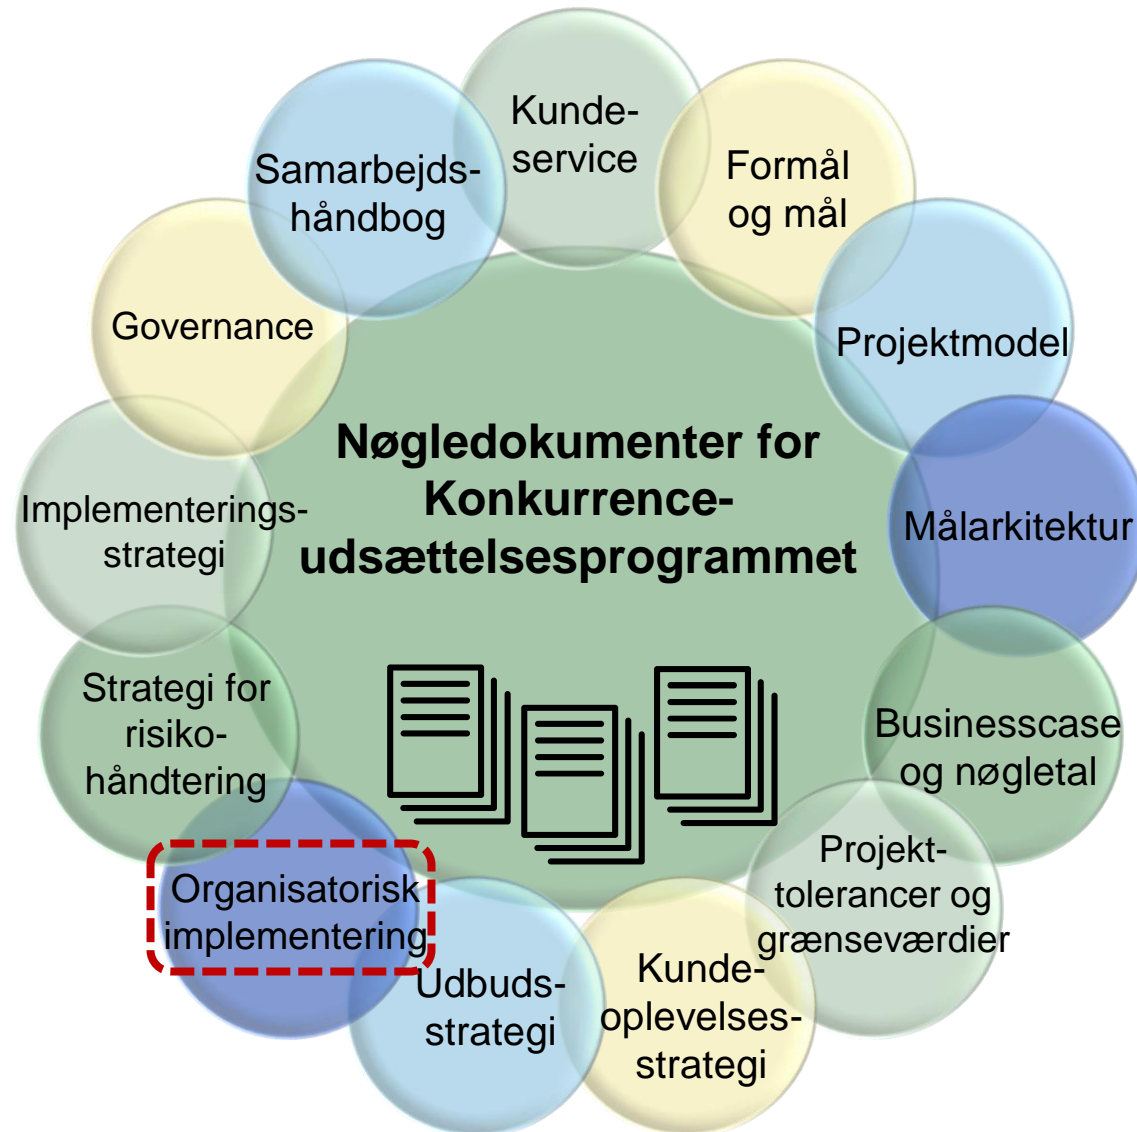 Kunde-
service
Formål
og mål
Projektmodel
Målarkitektur
Businesscase
og nøgletal
Projekt-
tolerancer og
grænseværdier
Kunde-
oplevelses-
strategi
Udbuds-
strategi
Organisatorisk
implementering
Strategi for
risiko-
håndtering
Implementerings-
strategi
Governance
Samarbejds-
håndbog
Nøgledokumenter for
Konkurrence-
udsættelsesprogrammet